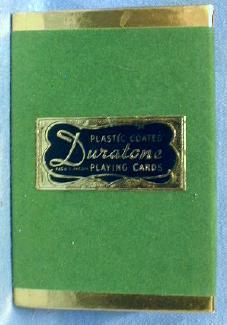 PLASTIC COATED
Duratone
PLAYING CARDS